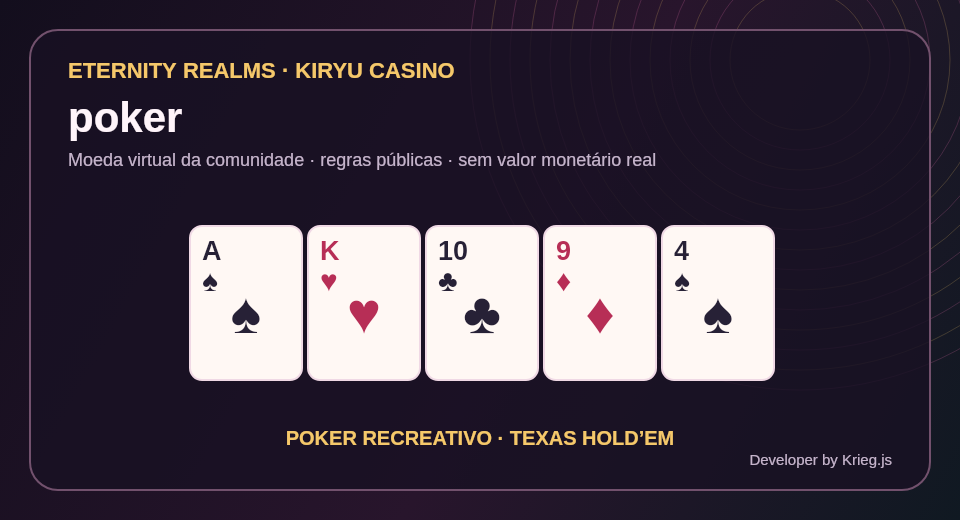 ETERNITY REALMS · KIRYU CASINO
poker
Moeda virtual da comunidade · regras públicas · sem valor monetário real
A K 10 9 4
♠ ♥ ♣ ♦ ♠
♠ ♥ ♣ ♦ ♠
POKER RECREATIVO · TEXAS HOLD’EM
Developer by Krieg.js